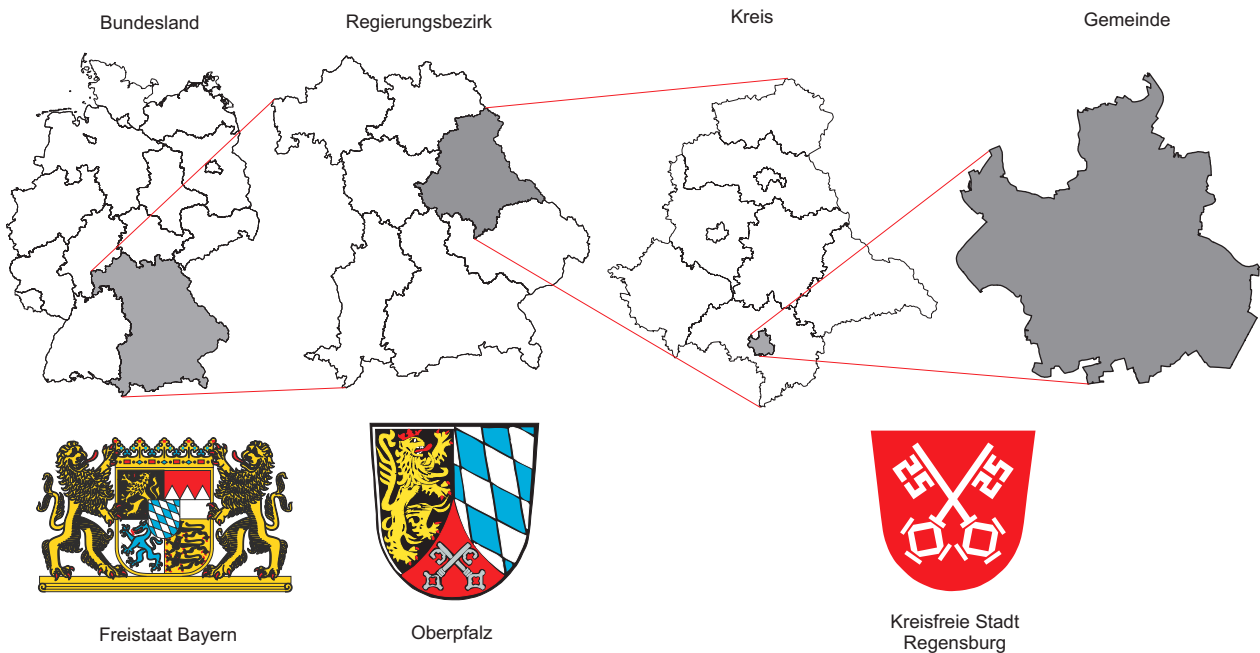 Bundesland
Regierungsbezirk
Kreis
Gemeinde
Freistaat Bayern
Oberpfalz
Kreisfreie Stadt
Regensburg